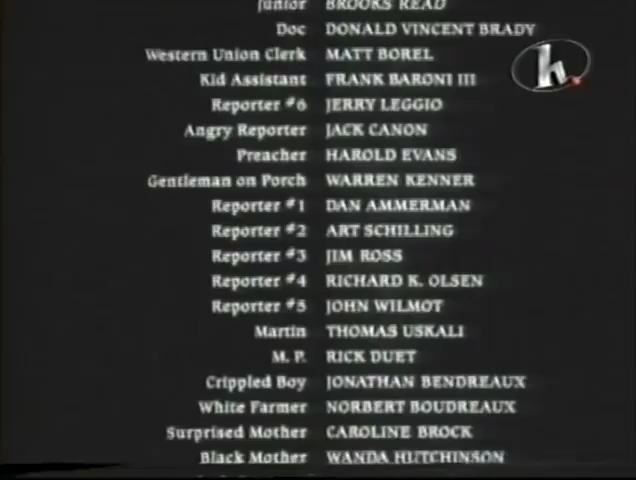 Junior BROOKS READ
Doc DONALD VINCENT BRADY
Western Union Clerk MATT BOREL
Kid Assistant FRANK BARONI III
Reporter #6 JERRY LEGGIO
Angry Reporter JACK CANON
Preacher HAROLD EVANS
Gentleman on Porch WARREN KENNER
Reporter #1 DAN AMMERMAN
Reporter #2 ART SCHILLING
Reporter #3 JIM ROSS
Reporter #4 RICHARD K. OLSEN
Reporter #5 JOHN WILMOT
Martin THOMAS USKALI
M. P. RICK DUET
Crippled Boy JONATHAN BENDREAUX
White Farmer NORBERT BOUDREAUX
Surprised Mother CAROLINE BROCK
Black Mother WANDA HUTCHINSON
h